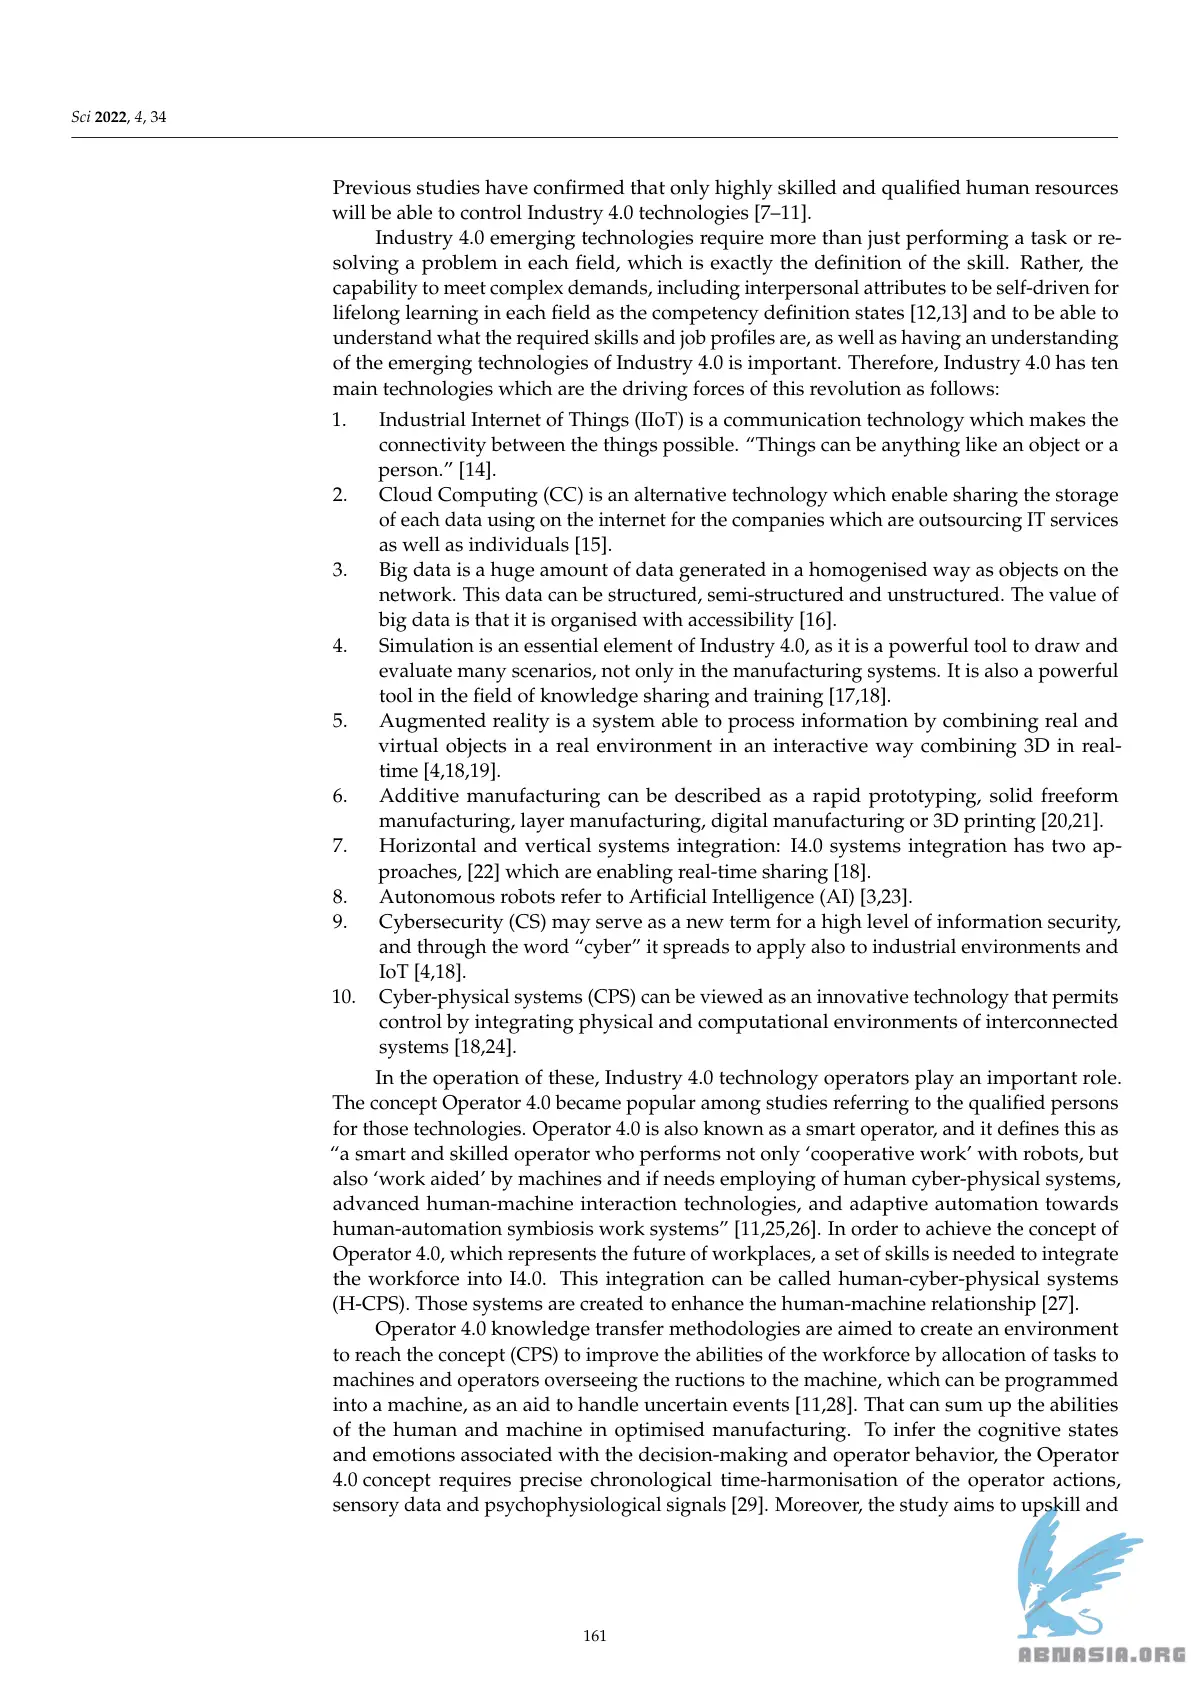 Sci 2022, 4, 34
Previous studies have confirmed that only highly skilled and qualified human resources
will be able to control Industry 4.0 technologies [7–11].
Industry 4.0 emerging technologies require more than just performing a task or re-
solving a problem in each field, which is exactly the definition of the skill. Rather, the
capability to meet complex demands, including interpersonal attributes to be self-driven for
lifelong learning in each field as the competency definition states [12,13] and to be able to
understand what the required skills and job profiles are, as well as having an understanding
of the emerging technologies of Industry 4.0 is important. Therefore, Industry 4.0 has ten
main technologies which are the driving forces of this revolution as follows:
1. Industrial Internet of Things (IIoT) is a communication technology which makes the
connectivity between the things possible. “Things can be anything like an object or a
person.” [14].
2. Cloud Computing (CC) is an alternative technology which enable sharing the storage
of each data using on the internet for the companies which are outsourcing IT services
as well as individuals [15].
3. Big data is a huge amount of data generated in a homogenised way as objects on the
network. This data can be structured, semi-structured and unstructured. The value of
big data is that it is organised with accessibility [16].
4. Simulation is an essential element of Industry 4.0, as it is a powerful tool to draw and
evaluate many scenarios, not only in the manufacturing systems. It is also a powerful
tool in the field of knowledge sharing and training [17,18].
5. Augmented reality is a system able to process information by combining real and
virtual objects in a real environment in an interactive way combining 3D in real-
time [4,18,19].
6. Additive manufacturing can be described as a rapid prototyping, solid freeform
manufacturing, layer manufacturing, digital manufacturing or 3D printing [20,21].
7. Horizontal and vertical systems integration: I4.0 systems integration has two ap-
proaches, [22] which are enabling real-time sharing [18].
8. Autonomous robots refer to Artificial Intelligence (AI) [3,23].
9. Cybersecurity (CS) may serve as a new term for a high level of information security,
and through the word “cyber” it spreads to apply also to industrial environments and
IoT [4,18].
10. Cyber-physical systems (CPS) can be viewed as an innovative technology that permits
control by integrating physical and computational environments of interconnected
systems [18,24].
In the operation of these, Industry 4.0 technology operators play an important role.
The concept Operator 4.0 became popular among studies referring to the qualified persons
for those technologies. Operator 4.0 is also known as a smart operator, and it defines this as
“a smart and skilled operator who performs not only ‘cooperative work’ with robots, but
also ‘work aided’ by machines and if needs employing of human cyber-physical systems,
advanced human-machine interaction technologies, and adaptive automation towards
human-automation symbiosis work systems” [11,25,26]. In order to achieve the concept of
Operator 4.0, which represents the future of workplaces, a set of skills is needed to integrate
the workforce into I4.0. This integration can be called human-cyber-physical systems
(H-CPS). Those systems are created to enhance the human-machine relationship [27].
Operator 4.0 knowledge transfer methodologies are aimed to create an environment
to reach the concept (CPS) to improve the abilities of the workforce by allocation of tasks to
machines and operators overseeing the ructions to the machine, which can be programmed
into a machine, as an aid to handle uncertain events [11,28]. That can sum up the abilities
of the human and machine in optimised manufacturing. To infer the cognitive states
and emotions associated with the decision-making and operator behavior, the Operator
4.0 concept requires precise chronological time-harmonisation of the operator actions,
sensory data and psychophysiological signals [29]. Moreover, the study aims to upskill and
161
ABNASIA.ORG